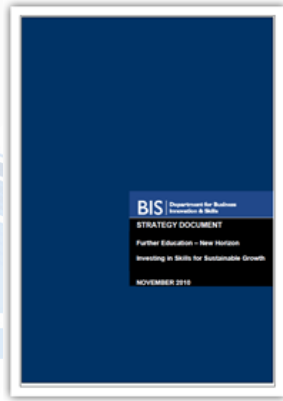 BIS Department for Business
Innovation & Skills
STRATEGY DOCUMENT
Further Education – New Horizon
Investing in Skills for Sustainable Growth
NOVEMBER 2010